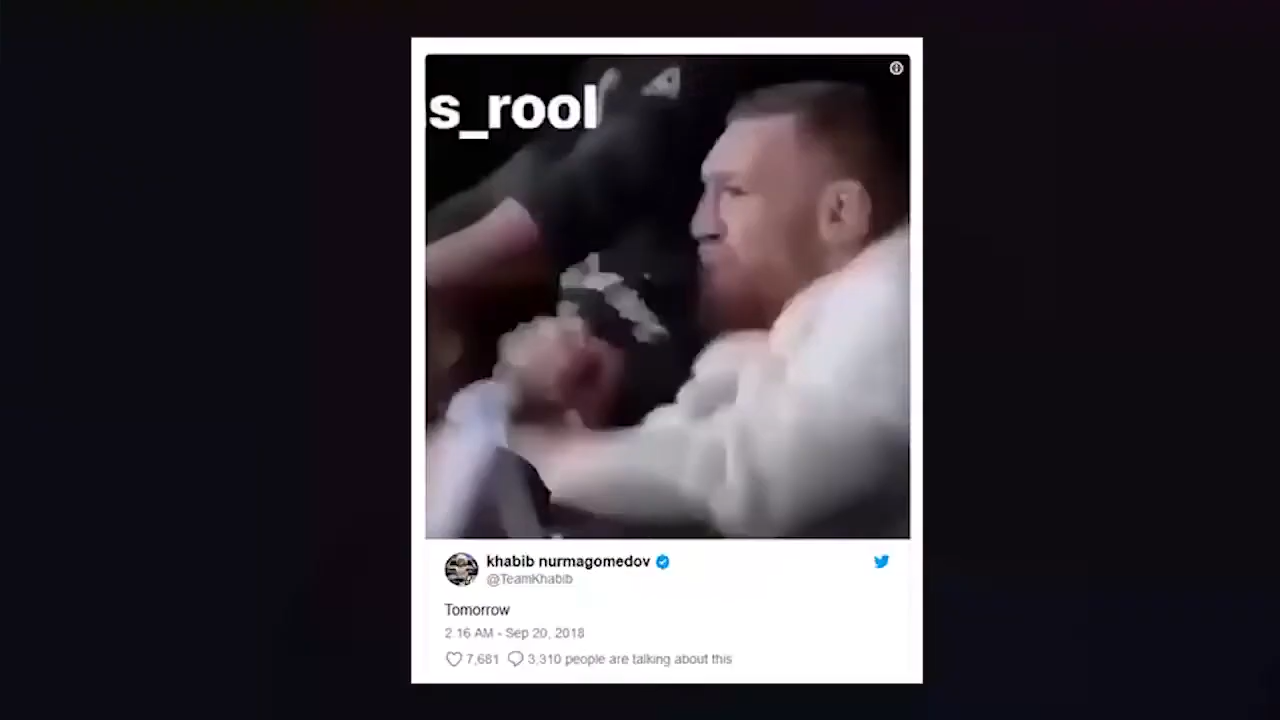 s_rool
khabib nurmagomedov
@TeamKhabib
Tomorrow
2:16 AM - Sep 20, 2018
7,681 3,310 people are talking about this